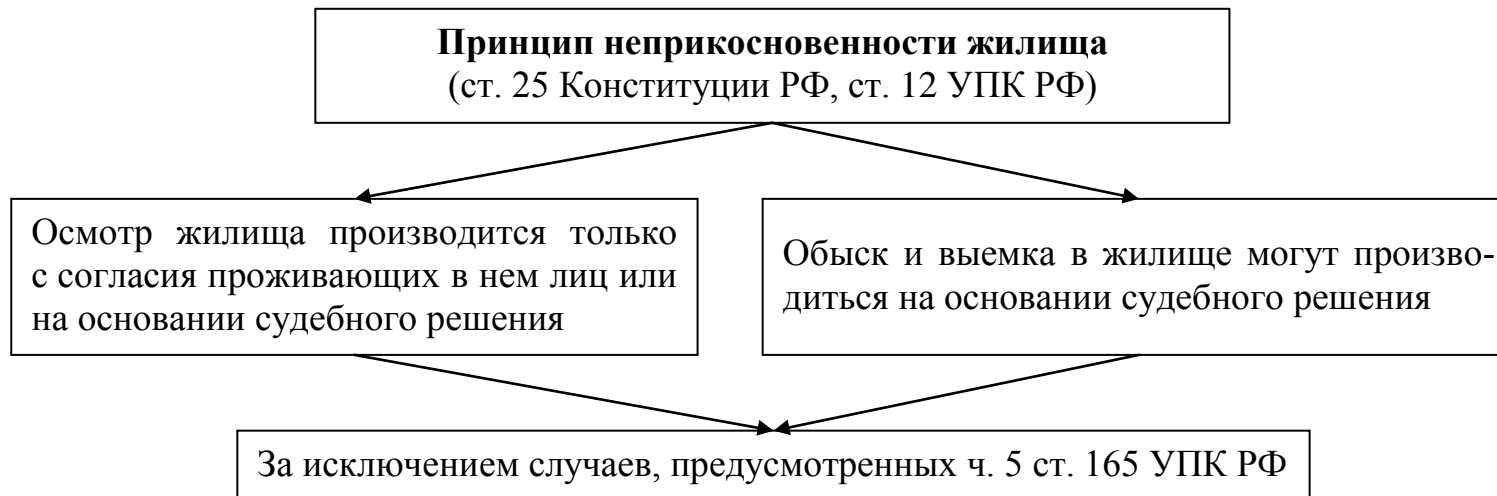 Принцип неприкосновенности жилища
(ст. 25 Конституции РФ, ст. 12 УПК РФ)
Осмотр жилища производится только
с согласия проживающих в нем лиц или
на основании судебного решения
Обыск и выемка в жилище могут произво-
диться на основании судебного решения
За исключением случаев, предусмотренных ч. 5 ст. 165 УПК РФ